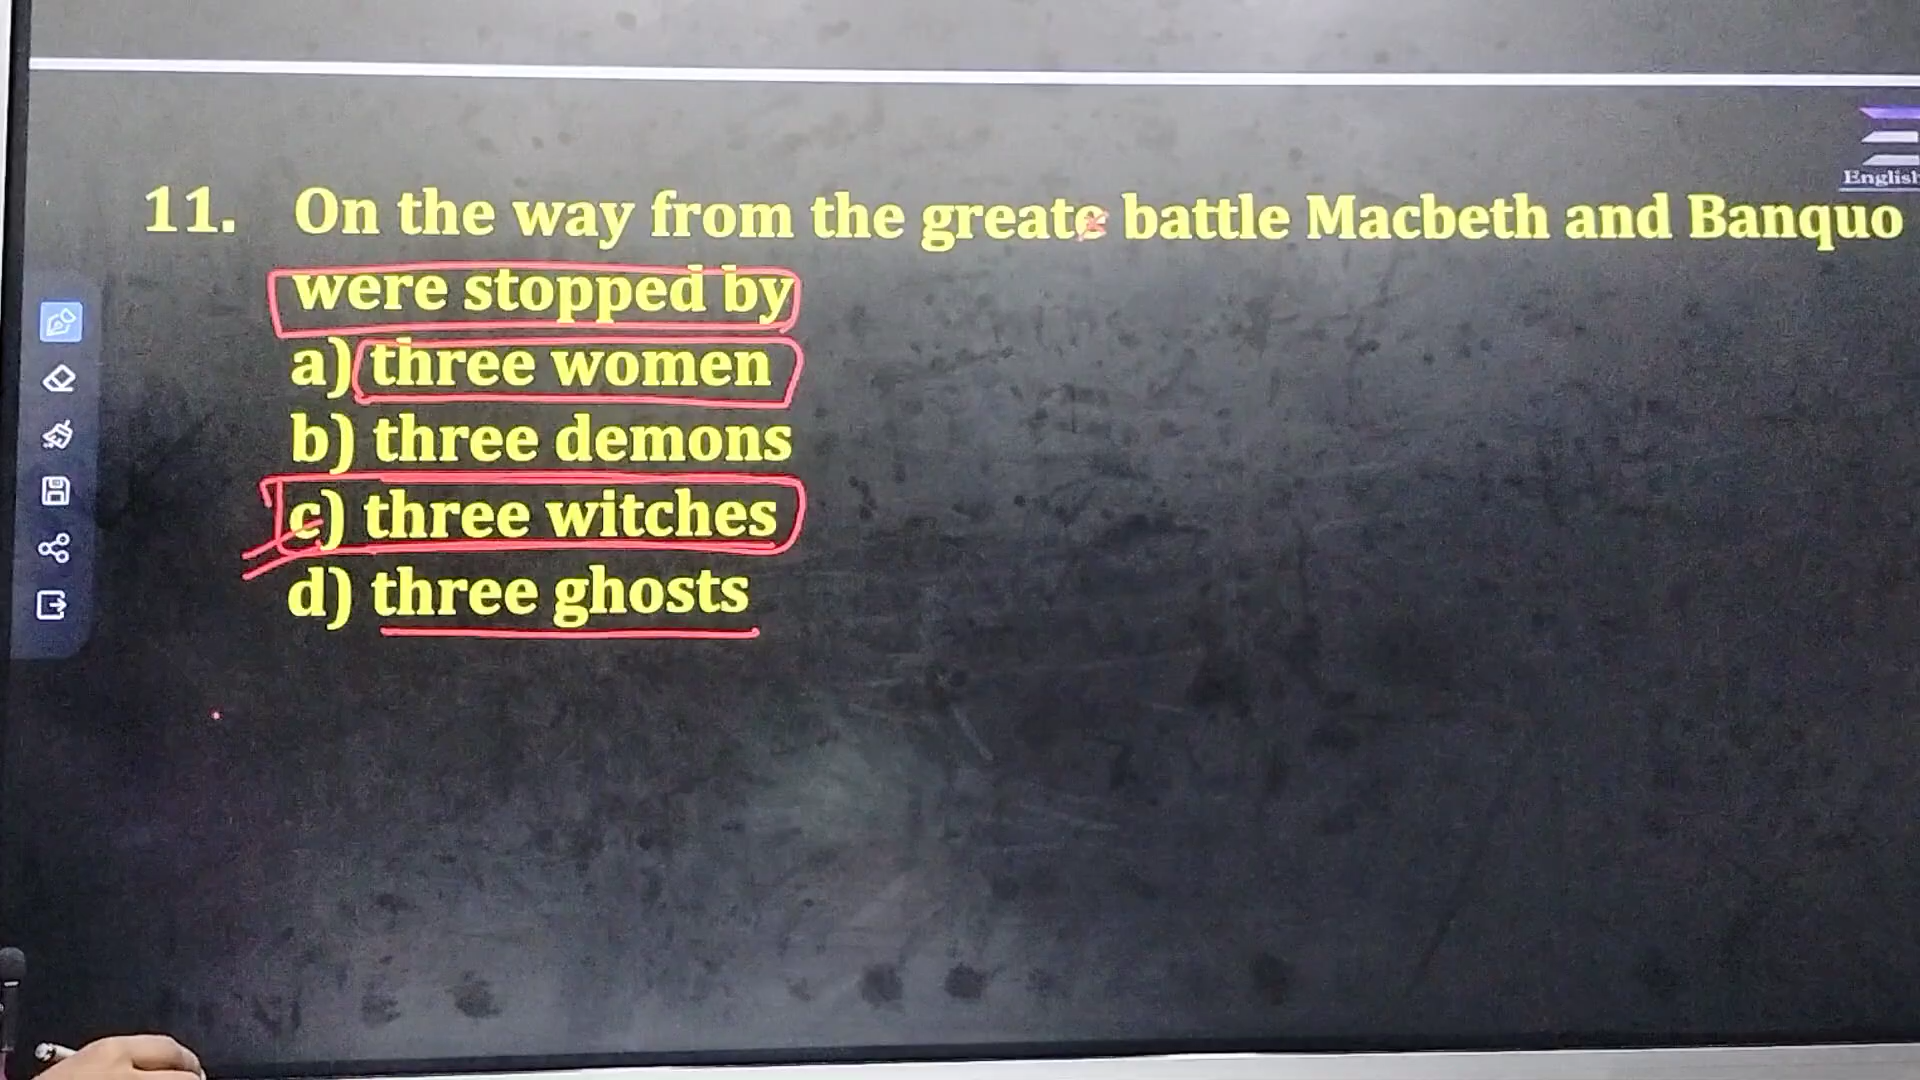 English
11. On the way from the greate battle Macbeth and Banquo
were stopped by
a) three women
b) three demons
c) three witches
d) three ghosts